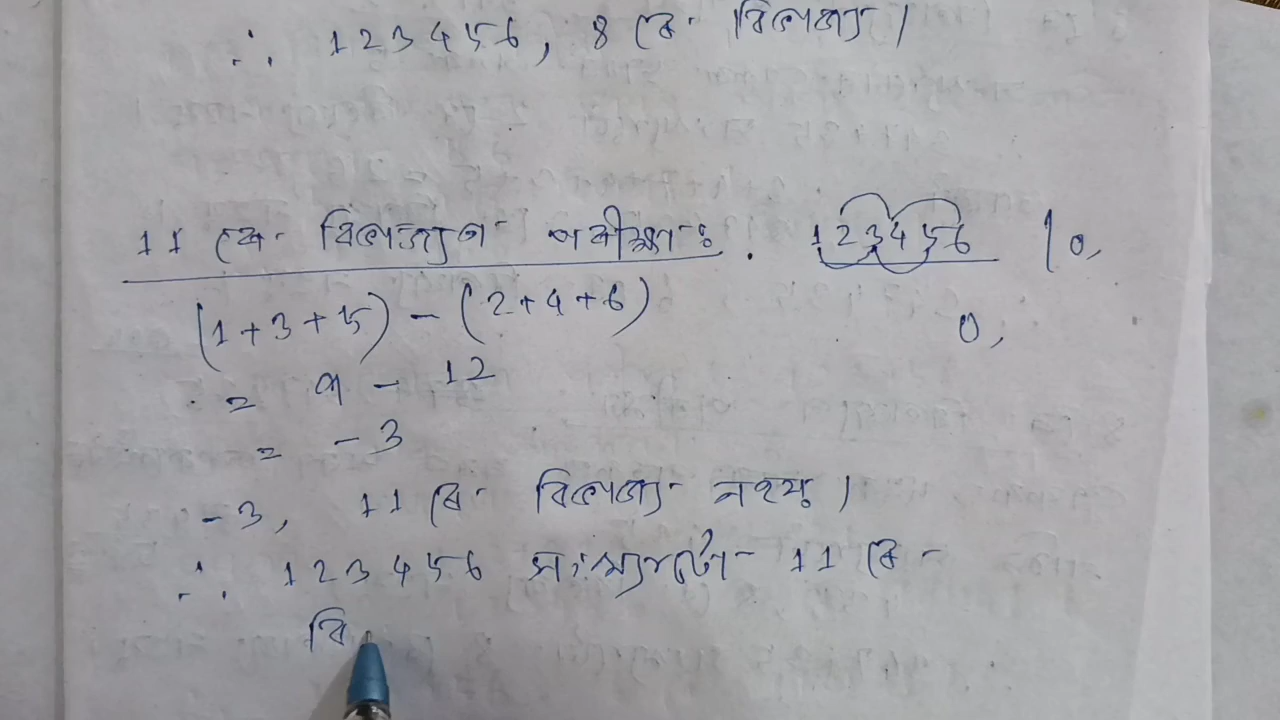 ∴ 123456, 8 ৰে বিভাজ্য।
11 ৰে বিভাজ্যতা পৰীক্ষাঃ 123456 | 0,
(1+3+5) - (2+4+6) 0,
= 9 - 12
= -3
-3, 11 ৰে বিভাজ্য নহয়।
∴ 123456 সংখ্যাটো 11 ৰে
বি